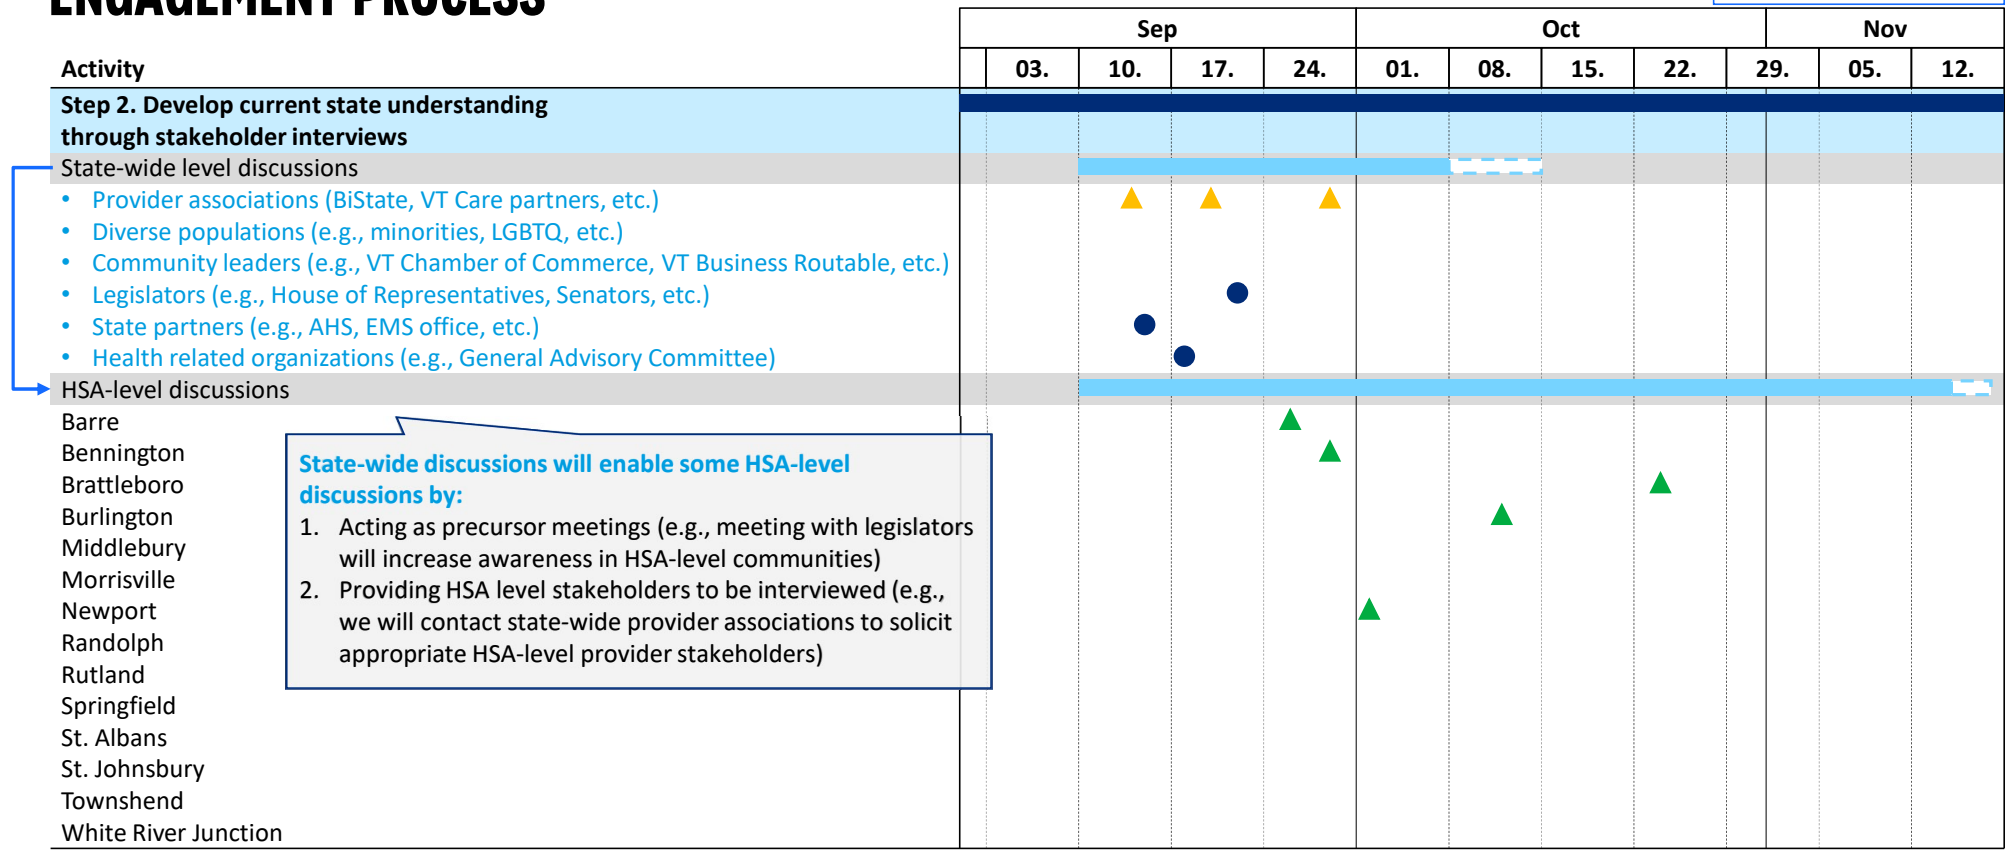 ENGAGEMENT PROCESS
Sep
Oct
Nov
Activity
03.
10.
17.
24.
01.
08.
15.
22.
29.
05.
12.
Step 2. Develop current state understanding
through stakeholder interviews
State-wide level discussions
• Provider associations (BiState, VT Care partners, etc.)
• Diverse populations (e.g., minorities, LGBTQ, etc.)
• Community leaders (e.g., VT Chamber of Commerce, VT Business Routable, etc.)
• Legislators (e.g., House of Representatives, Senators, etc.)
• State partners (e.g., AHS, EMS office, etc.)
• Health related organizations (e.g., General Advisory Committee)
HSA-level discussions
Barre
Bennington
Brattleboro
Burlington
Middlebury
Morrisville
Newport
Randolph
Rutland
Springfield
St. Albans
St. Johnsbury
Townshend
White River Junction
State-wide discussions will enable some HSA-level
discussions by:
1. Acting as precursor meetings (e.g., meeting with legislators
will increase awareness in HSA-level communities)
2. Providing HSA level stakeholders to be interviewed (e.g.,
we will contact state-wide provider associations to solicit
appropriate HSA-level provider stakeholders)